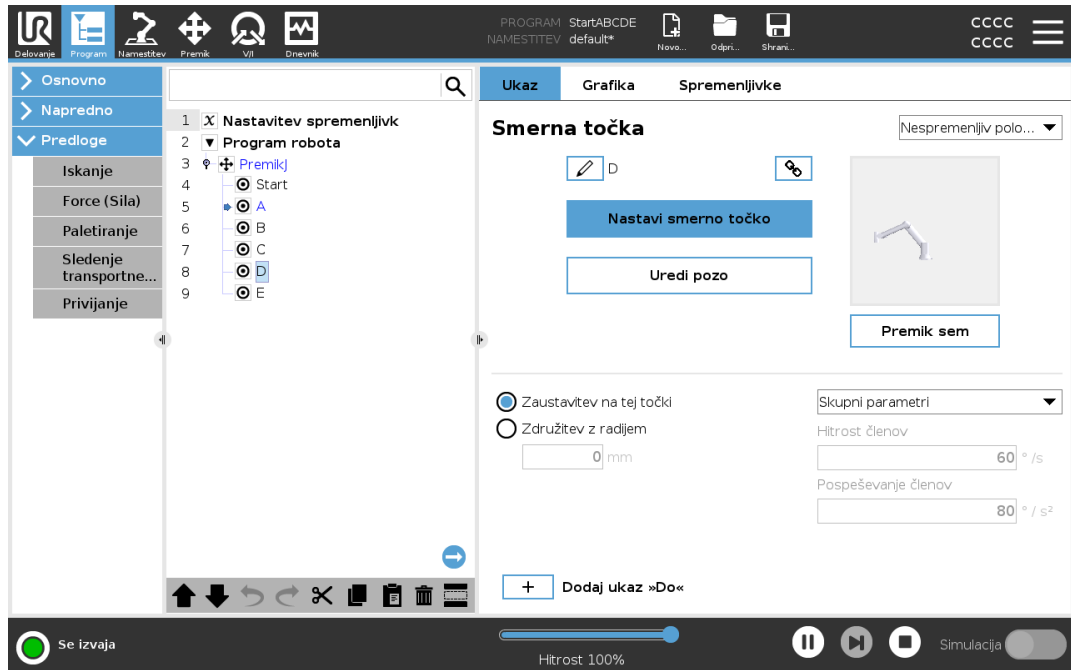 UR
PROGRAM StartABCDE
NAMESTITEV default*
CCCC
CCCC
Delovanje Program Namestitev Premik V/I Dnevnik Novo... Odpri... Shrani...
Osnovno
Napredno
Predloge
Iskanje
Force (Sila)
Paletiranje
Sledenje
transportne...
Privijanje
1 x Nastavitev spremenljivk
2 Program robota
3 PremikJ
4 Start
5 A
6 B
7 C
8 D
9 E
Ukaz Grafika Spremenljivke
Smerna točka
Nespremenljiv polo...
D
Nastavi smerno točko
Uredi pozo
Premik sem
Zaustavitev na tej točki
Združitev z radijem
0 mm
Skupni parametri
Hitrost členov
60 ° /s
Pospeševanje členov
80 ° / s²
+ Dodaj ukaz »Do«
Se izvaja
Hitrost 100%
Simulacija